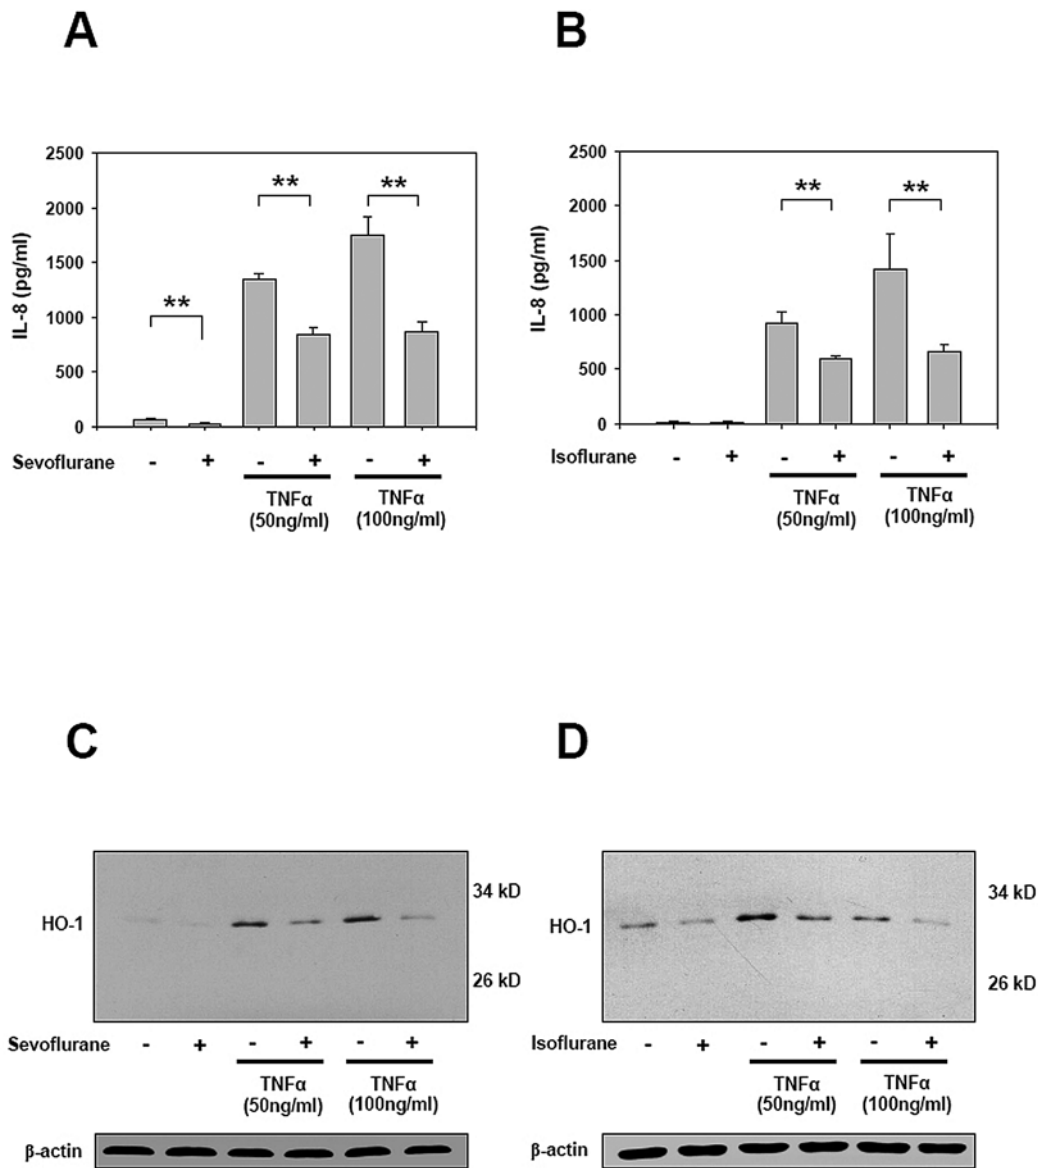 A
B
2500
2000
1500
1000
500
0
IL-8 (pg/ml)
**
**
**
Sevoflurane - + - + - +
TNFα
(50ng/ml)
TNFα
(100ng/ml)
2500
2000
1500
1000
500
0
IL-8 (pg/ml)
**
**
Isoflurane - + - + - +
TNFα
(50ng/ml)
TNFα
(100ng/ml)
C
D
HO-1
34 kD
26 kD
Sevoflurane - + - + - +
TNFα
(50ng/ml)
TNFα
(100ng/ml)
β-actin
HO-1
34 kD
26 kD
Isoflurane - + - + - +
TNFα
(50ng/ml)
TNFα
(100ng/ml)
β-actin